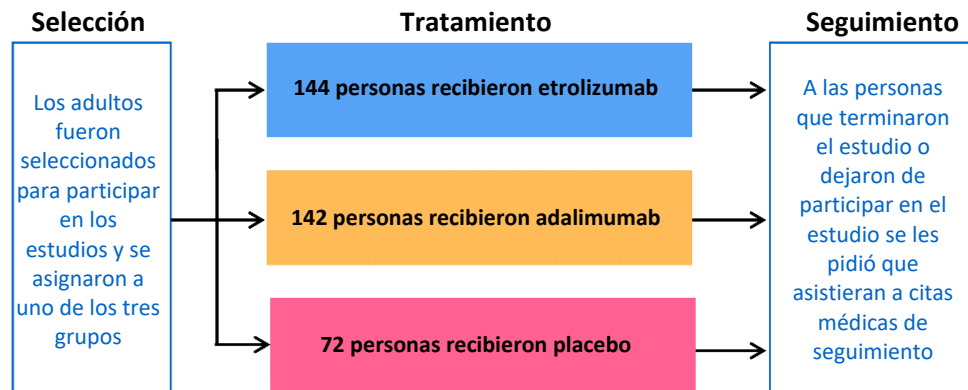 Selección
Tratamiento
Seguimiento
Los adultos
fueron
seleccionados
para participar
en los
estudios y se
asignaron a
uno de los tres
grupos
144 personas recibieron etrolizumab
142 personas recibieron adalimumab
72 personas recibieron placebo
A las personas
que terminaron
el estudio o
dejaron de
participar en el
estudio se les
pidió que
asistieran a citas
médicas de
seguimiento